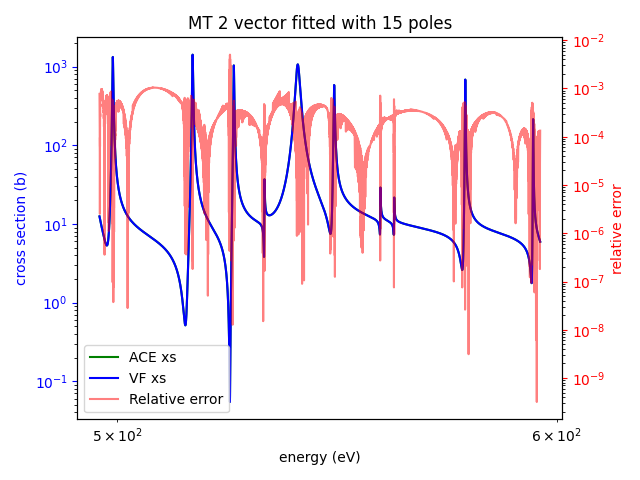 MT 2 vector fitted with 15 poles
10³
10²
10¹
10⁰
10⁻¹
cross section (b)
10⁻²
10⁻³
10⁻⁴
10⁻⁵
10⁻⁶
10⁻⁷
10⁻⁸
10⁻⁹
relative error
ACE xs
VF xs
Relative error
5 × 10²
6 × 10²
energy (eV)